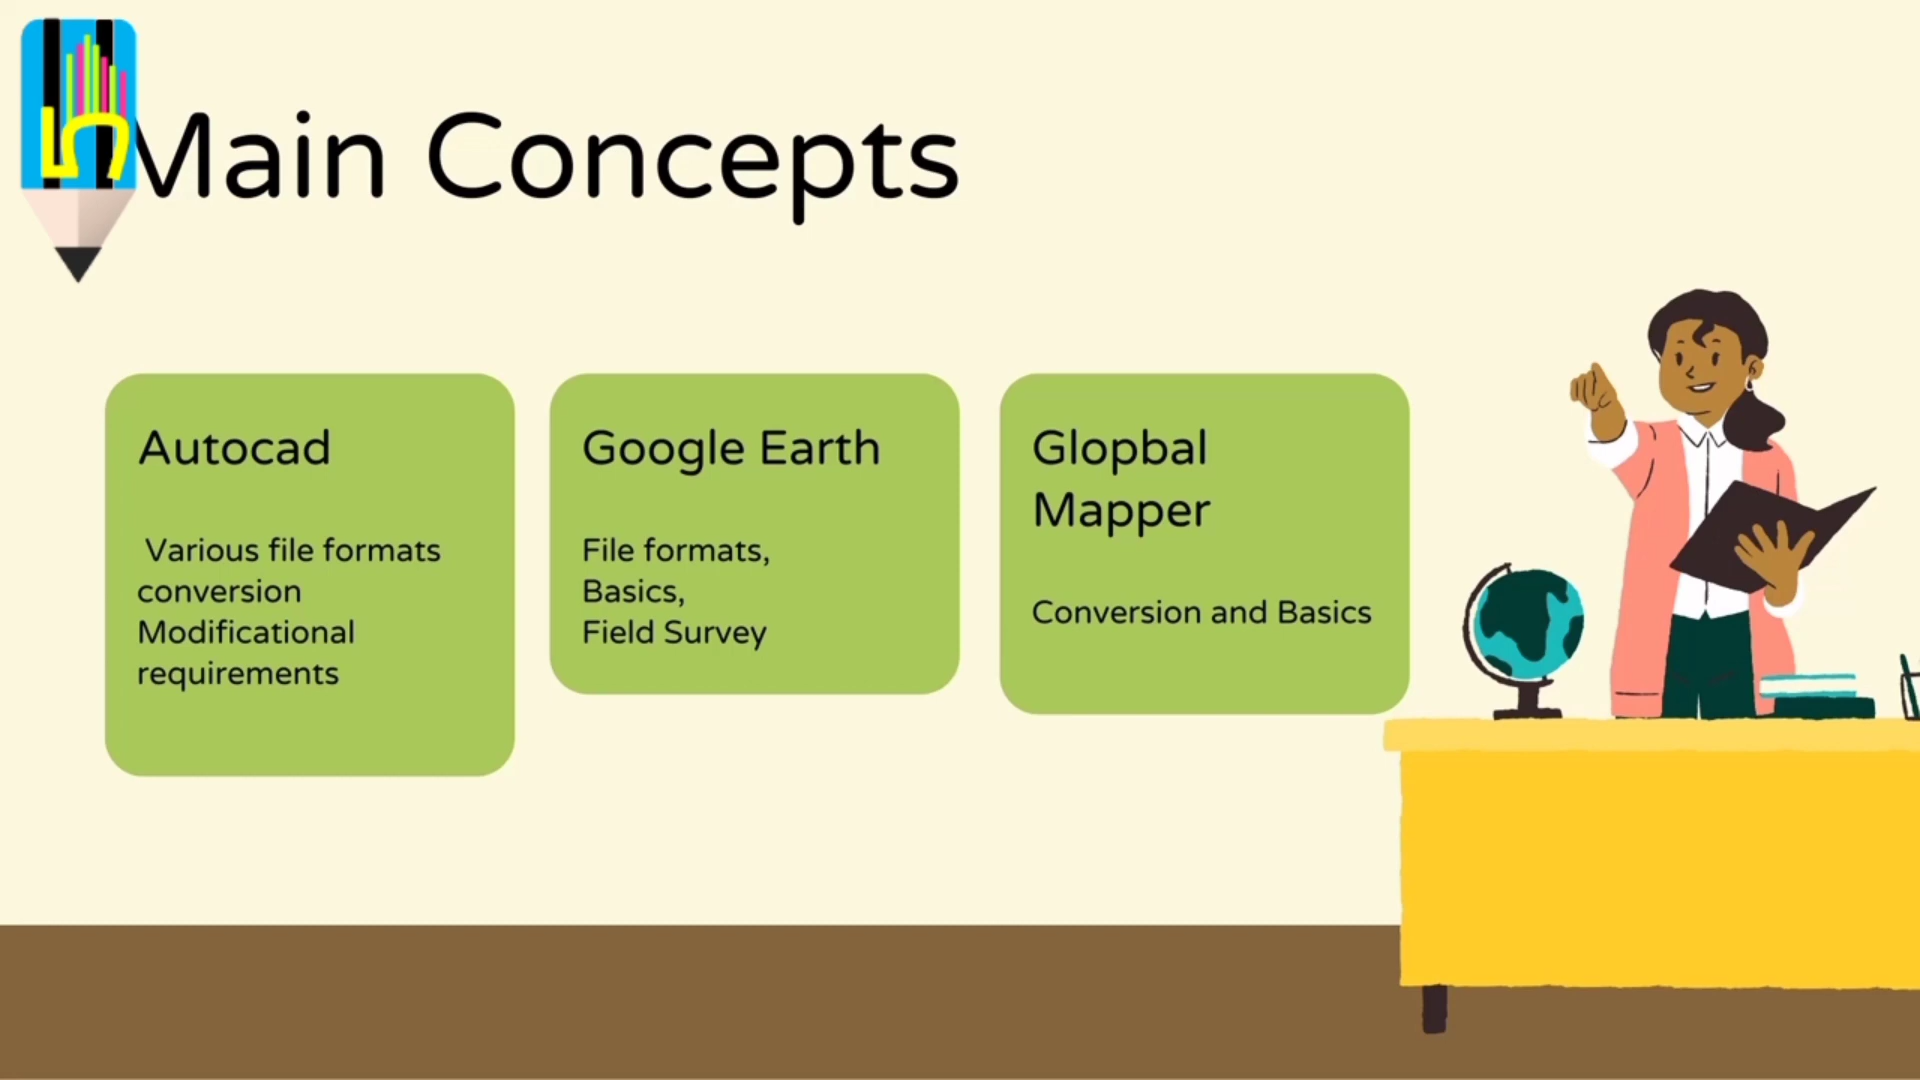 Main Concepts
Autocad
Various file formats
conversion
Modificational
requirements
Google Earth
File formats,
Basics,
Field Survey
Glopbal
Mapper
Conversion and Basics